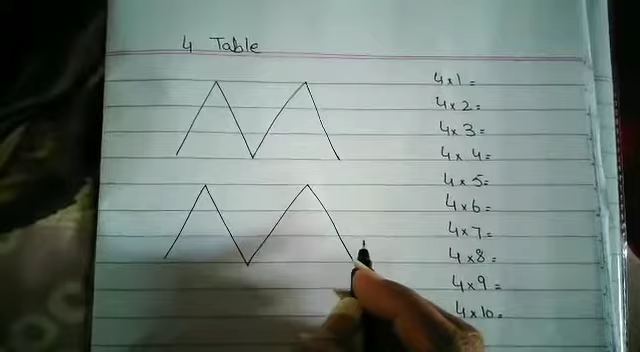 4 Table
4x1=
4x2=
4x3=
4x4=
4x5=
4x6=
4x7=
4x8=
4x9=
4x10=